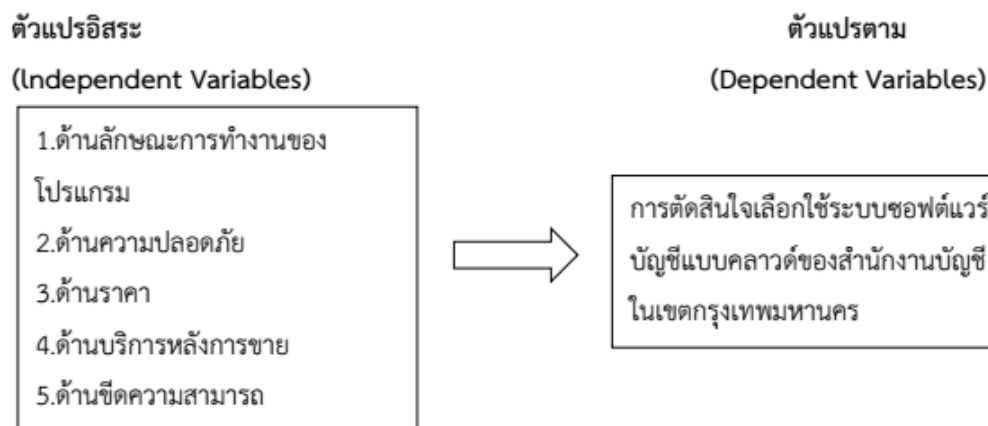 ตัวแปรอิสระ
(Independent Variables)
1.ด้านลักษณะการทำงานของ
โปรแกรม
2.ด้านความปลอดภัย
3.ด้านราคา
4.ด้านบริการหลังการขาย
5.ด้านขีดความสามารถ
ตัวแปรตาม
(Dependent Variables)
การตัดสินใจเลือกใช้ระบบซอฟต์แวร์
บัญชีแบบคลาวด์ของสำนักงานบัญชี
ในเขตกรุงเทพมหานคร